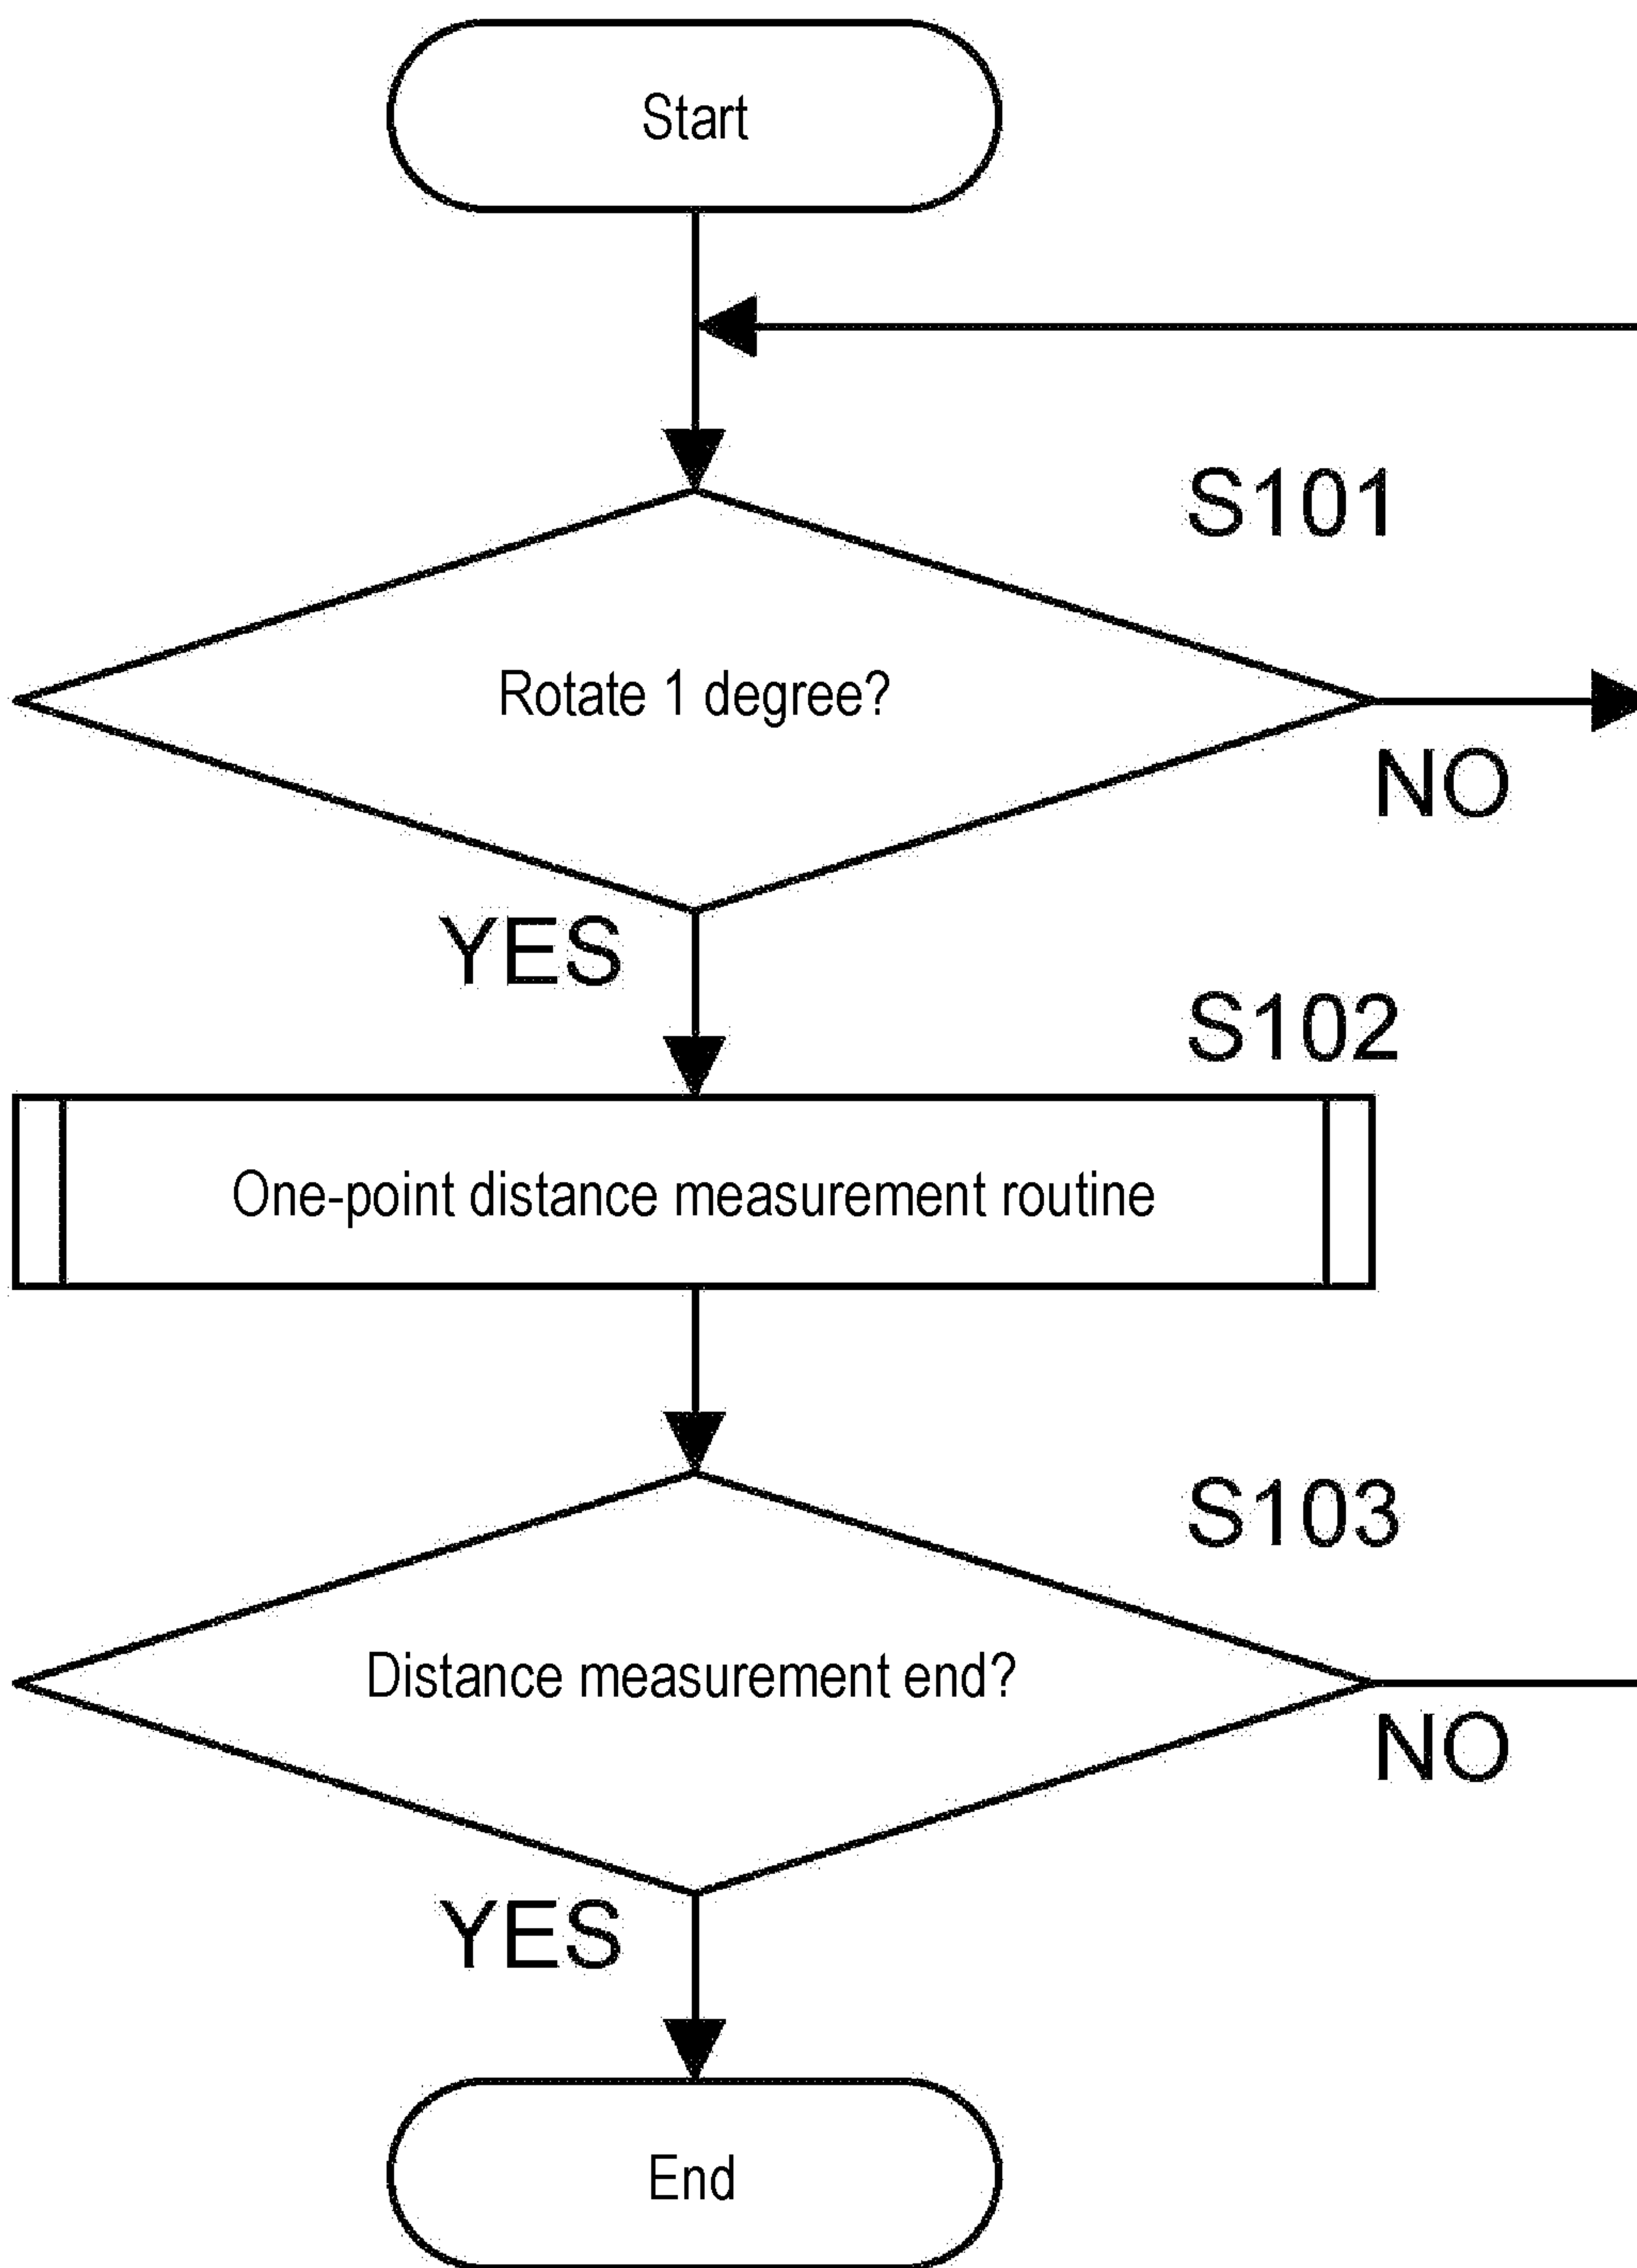 Start
S101
Rotate 1 degree?
NO
YES
S102
One-point distance measurement routine
S103
Distance measurement end?
NO
YES
End